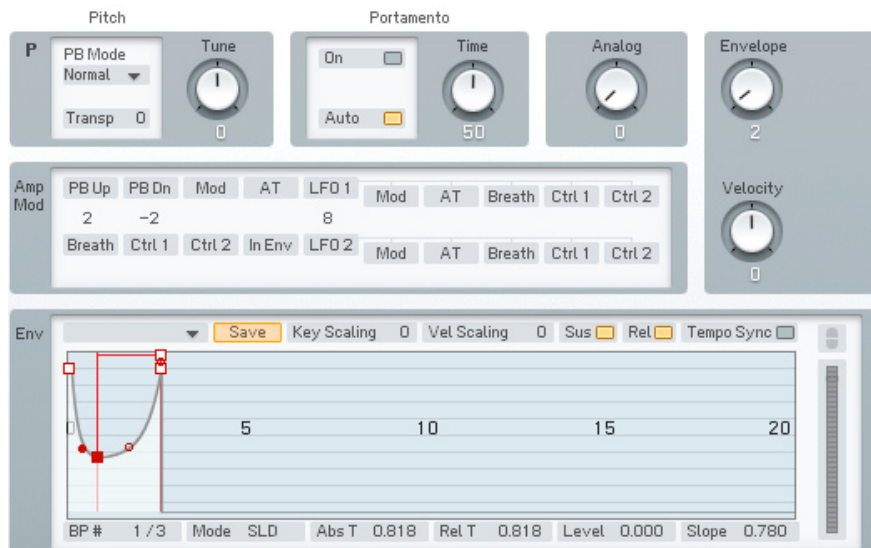 Pitch Portamento
P PB Mode Tune On Time Analog Envelope
Normal
Transp 0 0 Auto 50 0 2
Amp Mod PB Up PB Dn Mod AT LFO 1 Mod AT Breath Ctrl 1 Ctrl 2 Velocity
2 -2 8
Breath Ctrl 1 Ctrl 2 In Env LFO 2 Mod AT Breath Ctrl 1 Ctrl 2
0
Env Save Key Scaling 0 Vel Scaling 0 Sus Rel Tempo Sync
0 5 10 15 20
BP # 1 / 3 Mode SLD Abs T 0.818 Rel T 0.818 Level 0.000 Slope 0.780